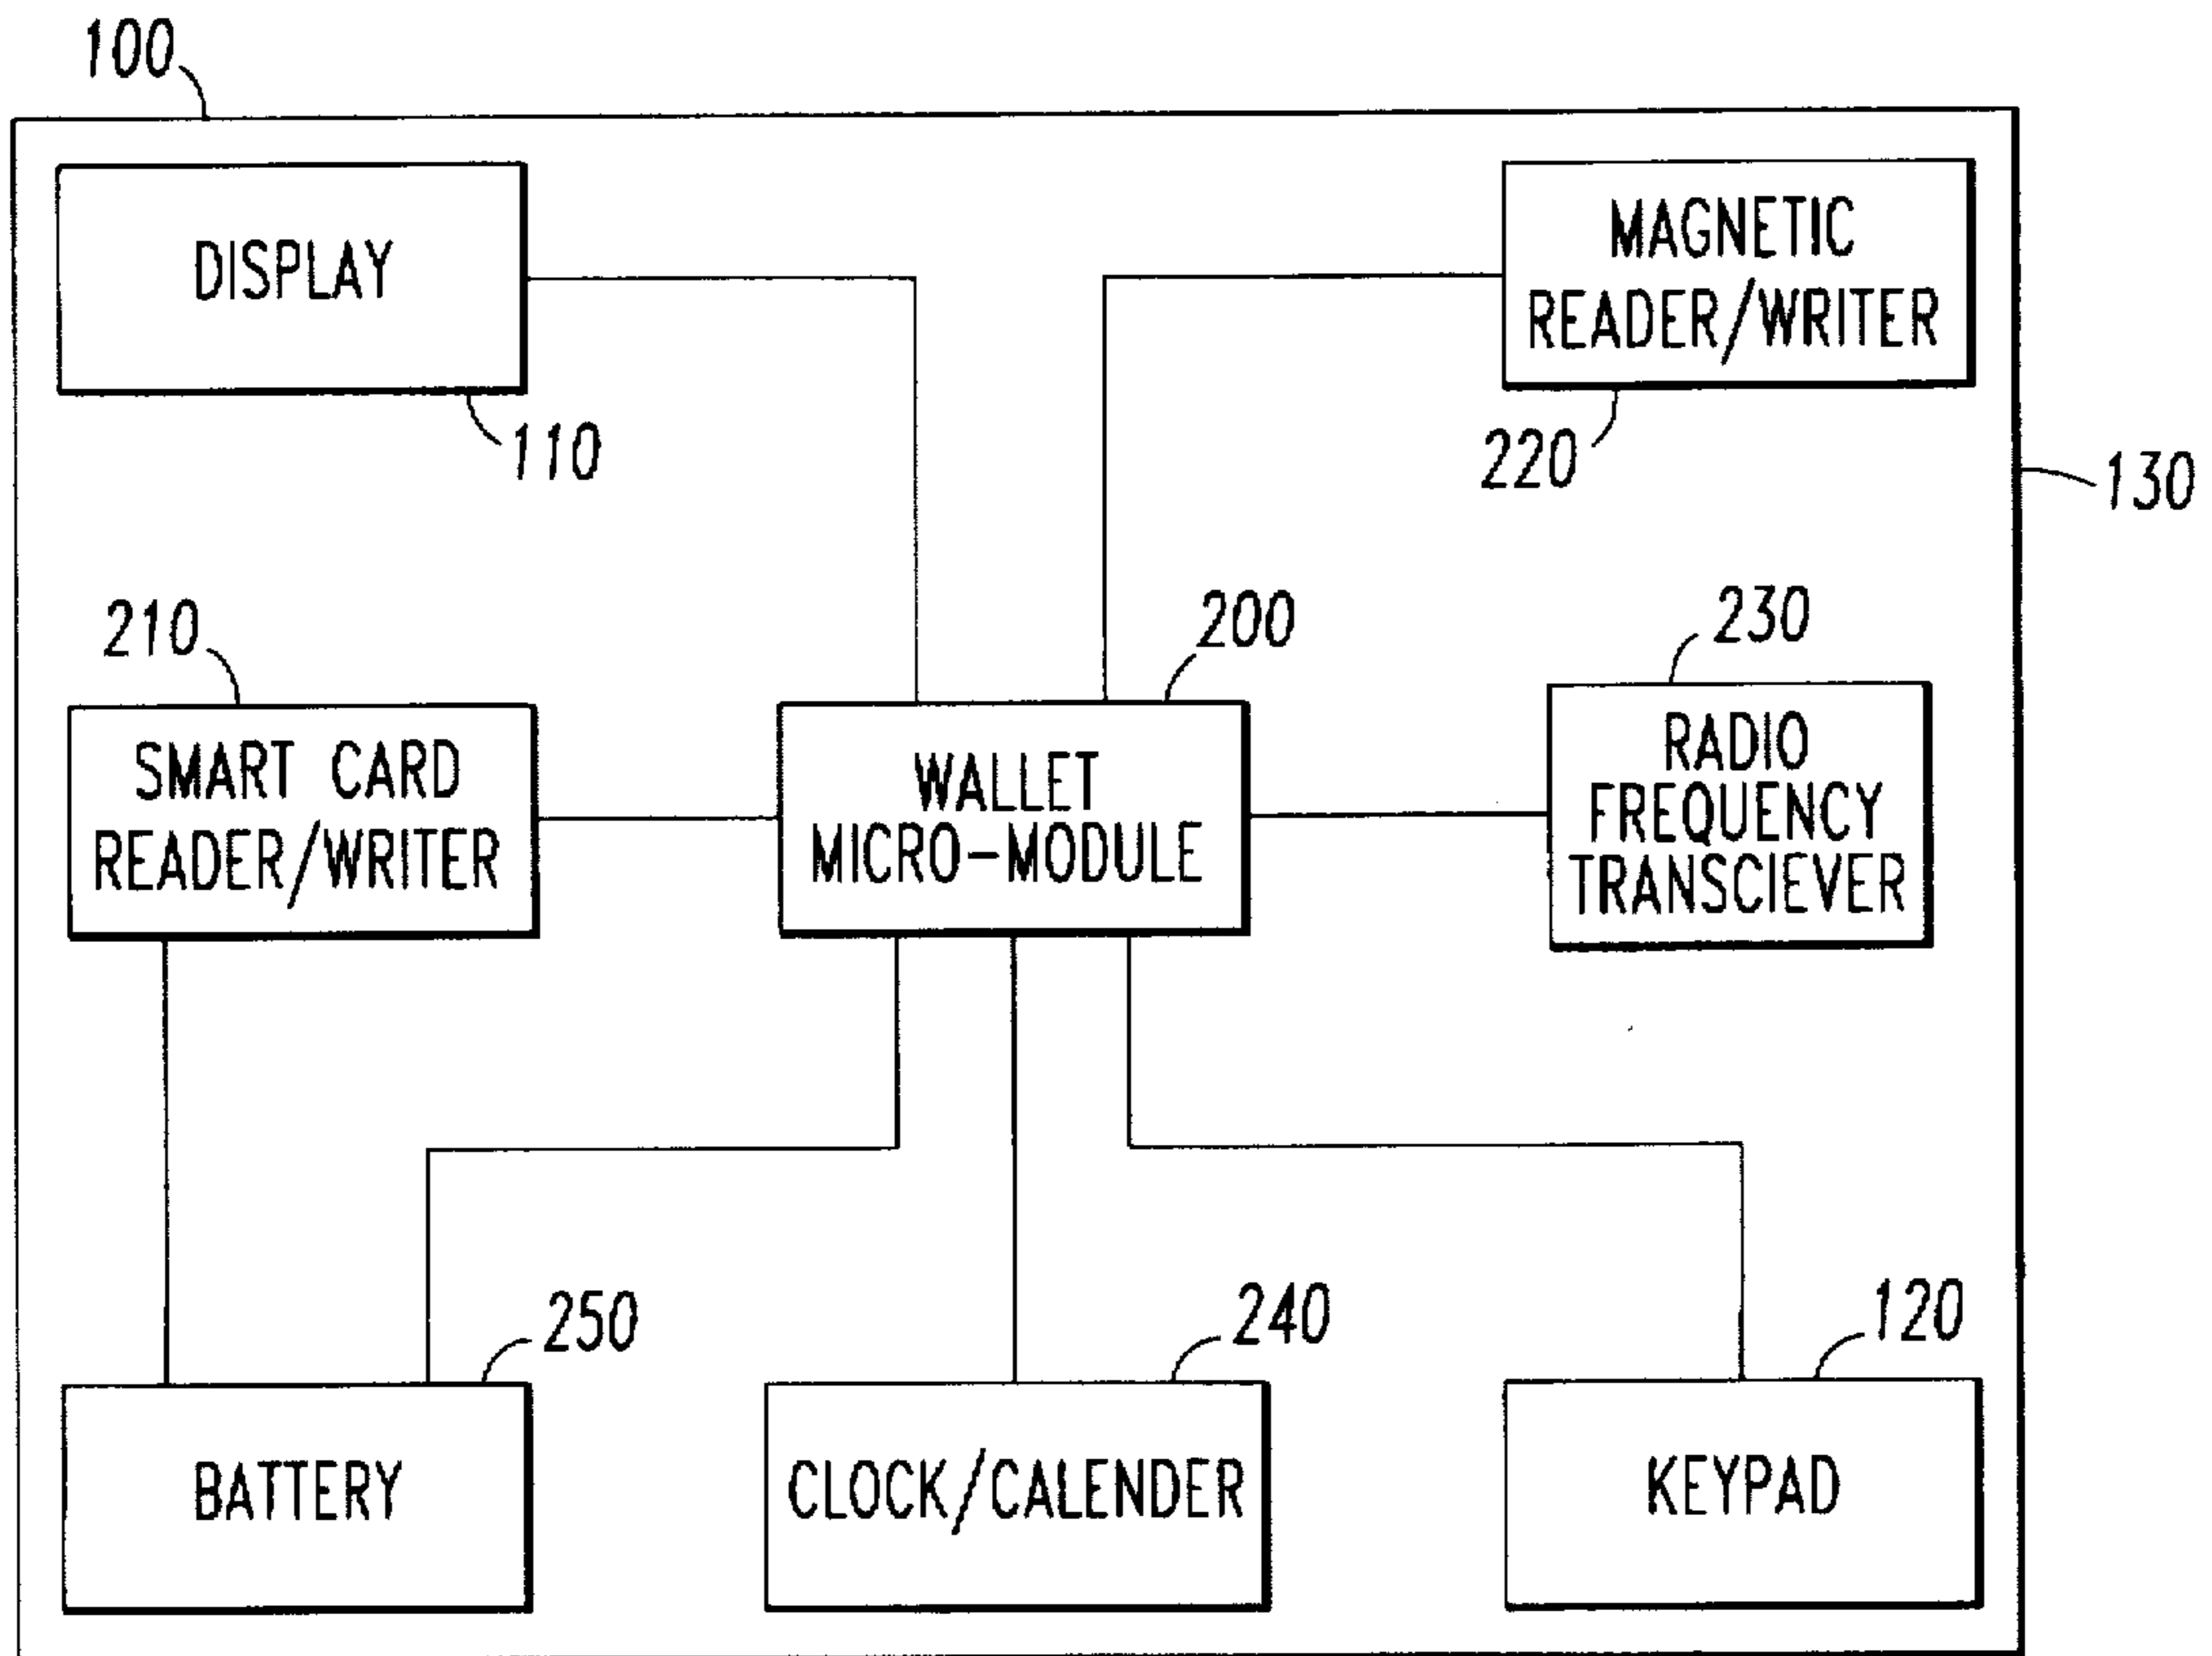 100
DISPLAY
110
MAGNETIC
READER/WRITER
220
130
210
SMART CARD
READER/WRITER
200
WALLET
MICRO-MODULE
230
RADIO
FREQUENCY
TRANSCIEVER
250
BATTERY
240
CLOCK/CALENDER
120
KEYPAD